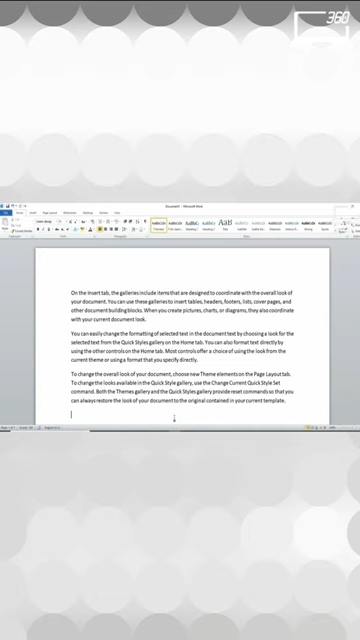 360
Document1 - Microsoft Word
File
AaBbCcDc AaBbCcDc
On the Insert tab, the galleries include items that are designed to coordinate with the overall look of
your document. You can use these galleries to insert tables, headers, footers, lists, cover pages, and
other document building blocks. When you create pictures, charts, or diagrams, they also coordinate
with your current document look.
You can easily change the formatting of selected text in the document text by choosing a look for the
selected text from the Quick Styles gallery on the Home tab. You can also format text directly by
using the other controls on the Home tab. Most controls offer a choice of using the look from the
current theme or using a format that you specify directly.
To change the overall look of your document, choose new Theme elements on the Page Layout tab.
To change the looks available in the Quick Style gallery, use the Change Current Quick Style Set
command. Both the Themes gallery and the Quick Styles gallery provide reset commands so that you
can always restore the look of your document to the original contained in your current template.